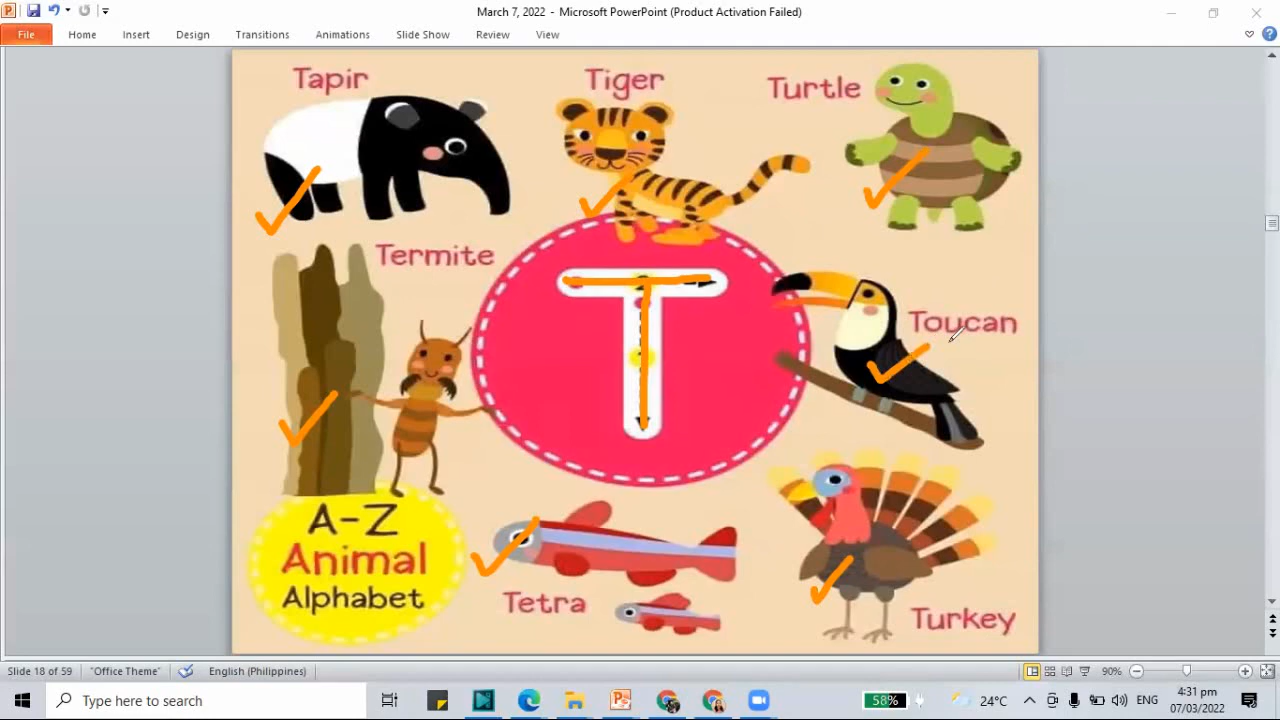 March 7, 2022 - Microsoft PowerPoint (Product Activation Failed)
File Home Insert Design Transitions Animations Slide Show Review View
Tapir
Tiger
Turtle
Termite
T
Toucan
A-Z
Animal
Alphabet
Tetra
Turkey
Slide 18 of 59 "Office Theme" English (Philippines) 90%
Type here to search
58% 24°C ENG 4:31 pm
07/03/2022